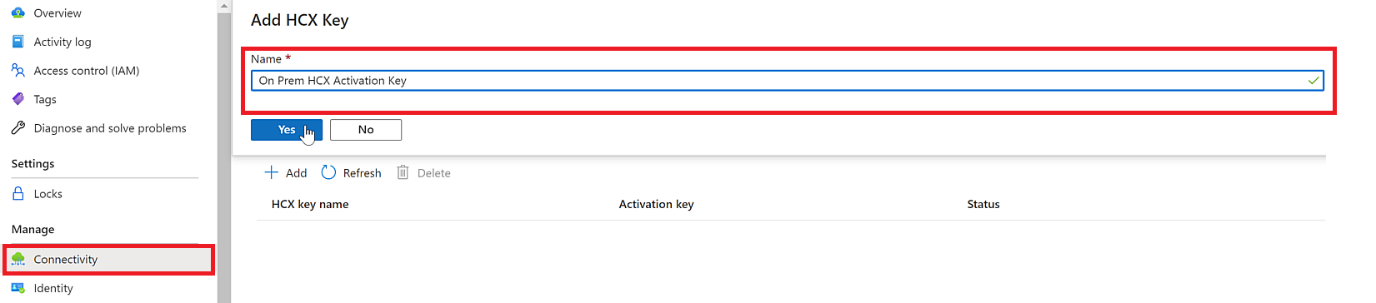 Overview
Activity log
Access control (IAM)
Tags
Diagnose and solve problems
Settings
Locks
Manage
Connectivity
Identity
Add HCX Key
Name *
On Prem HCX Activation Key
Yes No
Add Refresh Delete
HCX key name Activation key Status